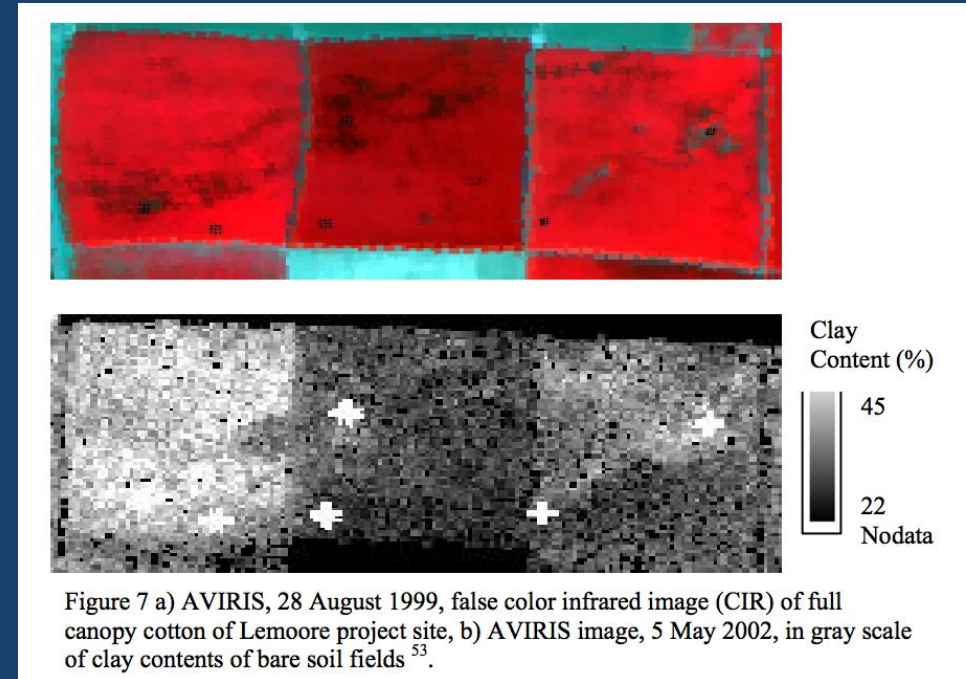 Clay
Content (%)
45
22
Nodata
Figure 7 a) AVIRIS, 28 August 1999, false color infrared image (CIR) of full
canopy cotton of Lemoore project site, b) AVIRIS image, 5 May 2002, in gray scale
of clay contents of bare soil fields 53.